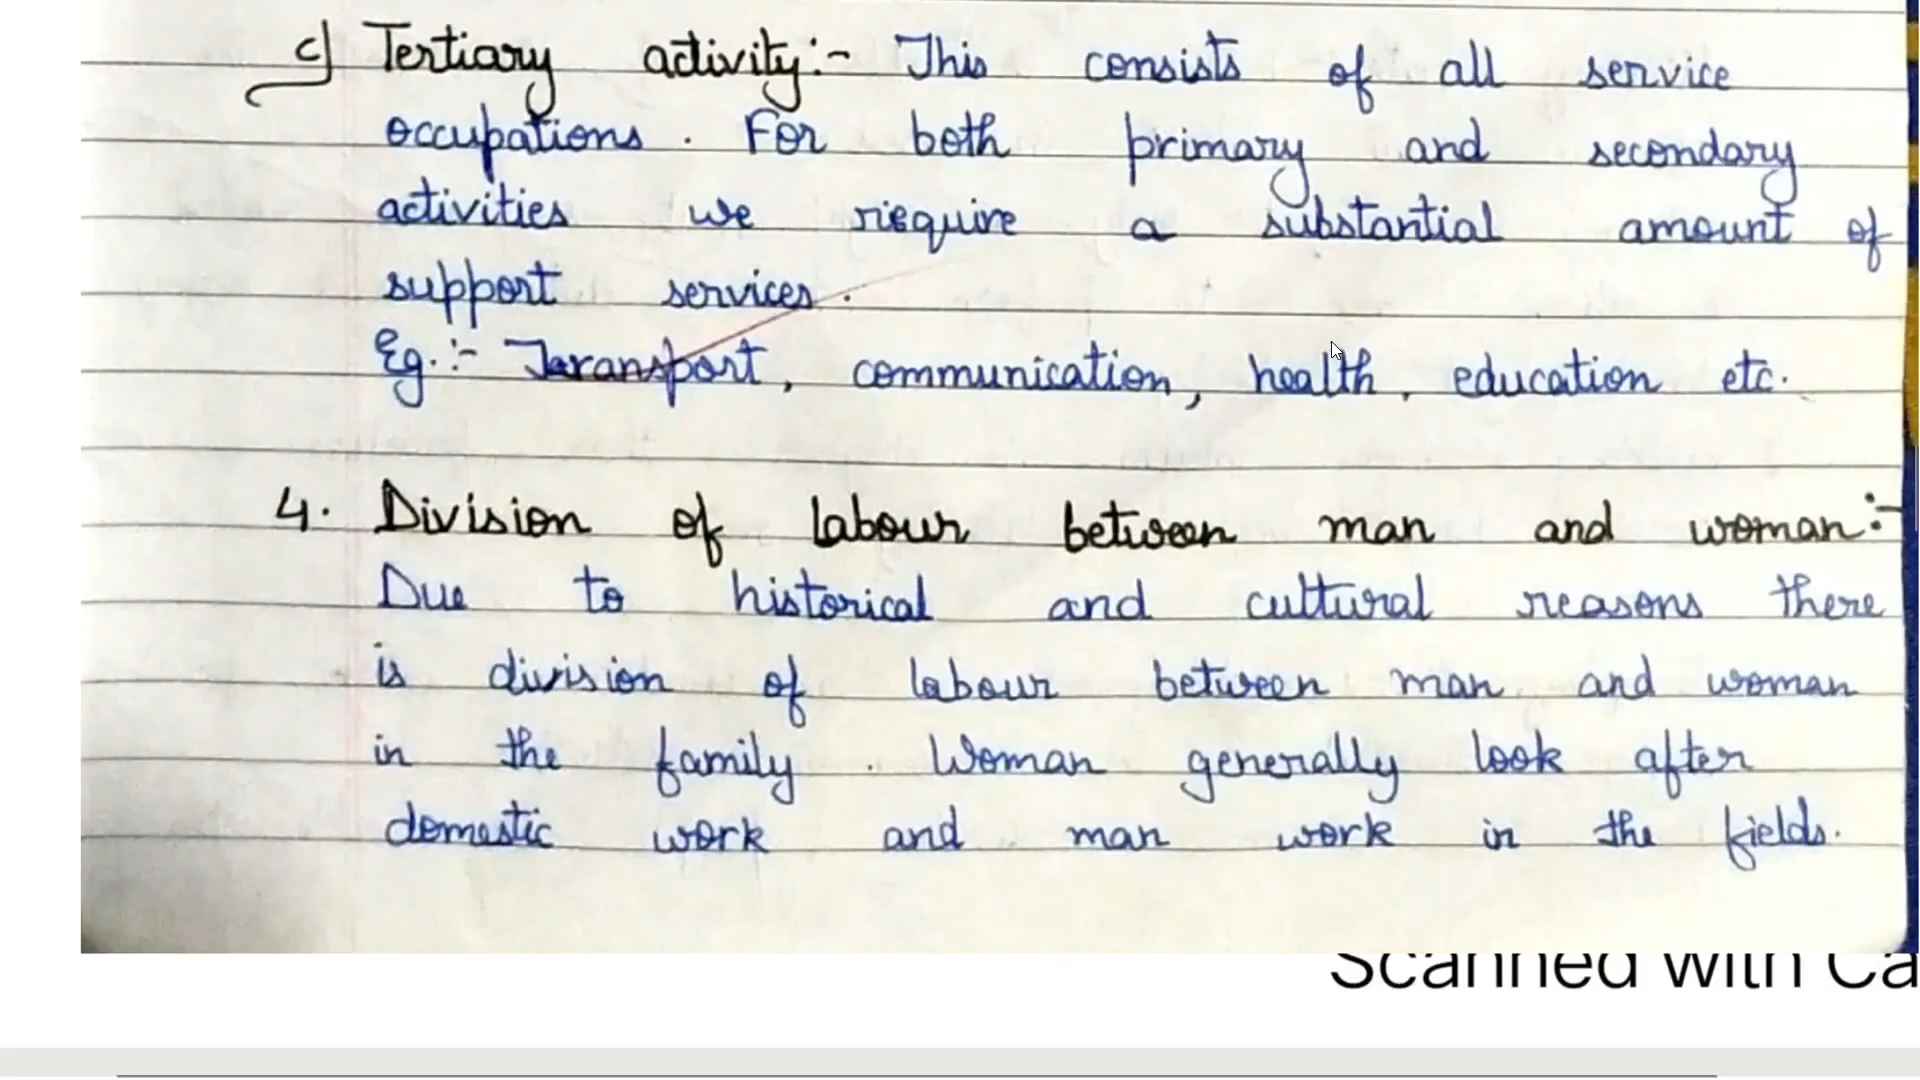 c) Tertiary activity:- This consists of all service
occupations. For both primary and secondary
activities we require a substantial amount of
support services.
Eg.:- Transport, communication, health, education etc.
4. Division of labour between man and woman:-
Due to historical and cultural reasons there
is division of labour between man and woman
in the family. Woman generally look after
domestic work and man work in the fields.
Scanned with Ca